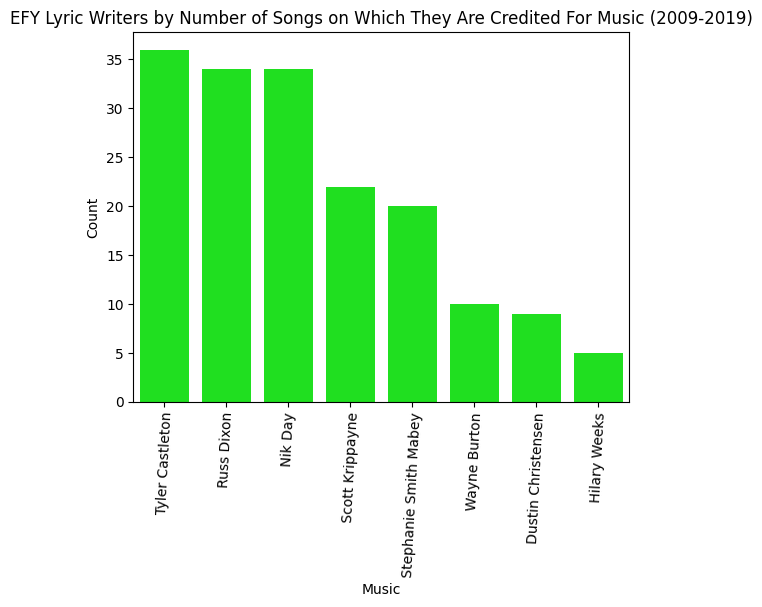 EFY Lyric Writers by Number of Songs on Which They Are Credited For Music (2009-2019)
35
30
25
20
15
10
5
0
Count
Tyler Castleton
Russ Dixon
Nik Day
Scott Krippayne
Stephanie Smith Mabey
Wayne Burton
Dustin Christensen
Hilary Weeks
Music